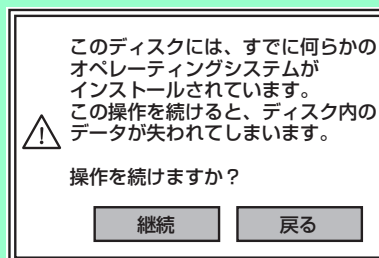 このディスクには、すでに何らかの
オペレーティングシステムが
インストールされています。
この操作を続けると、ディスク内の
データが失われてしまいます。
操作を続けますか？
継続
戻る